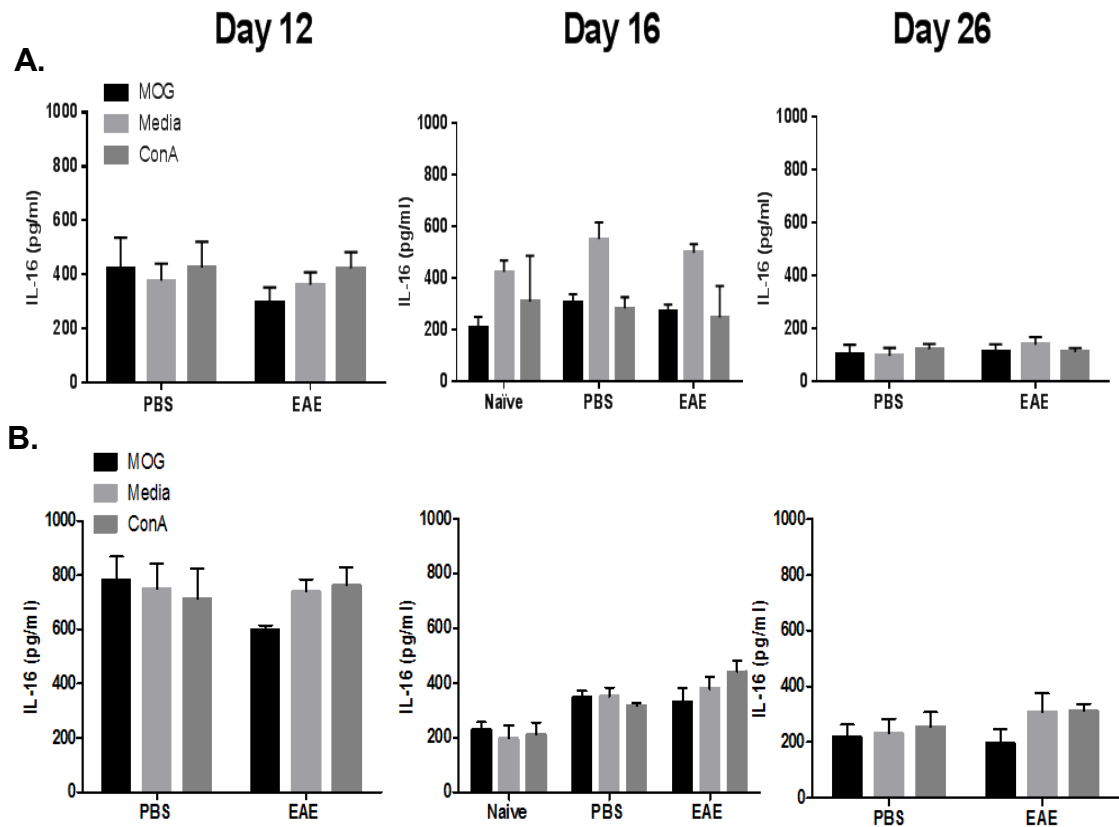 Day 12 Day 16 Day 26
A.
MOG
Media
ConA
IL-16 (pg/ml)
1000
800
600
400
200
0
PBS EAE
IL-16 (pg/ml)
1000
800
600
400
200
0
Naïve PBS EAE
IL-16 (pg/ml)
1000
800
600
400
200
0
PBS EAE
B.
MOG
Media
ConA
IL-16 (pg/ml)
1000
800
600
400
200
0
PBS EAE
IL-16 (pg/ml)
1000
800
600
400
200
0
Naive PBS EAE
IL-16 (pg/ml)
1000
800
600
400
200
0
PBS EAE